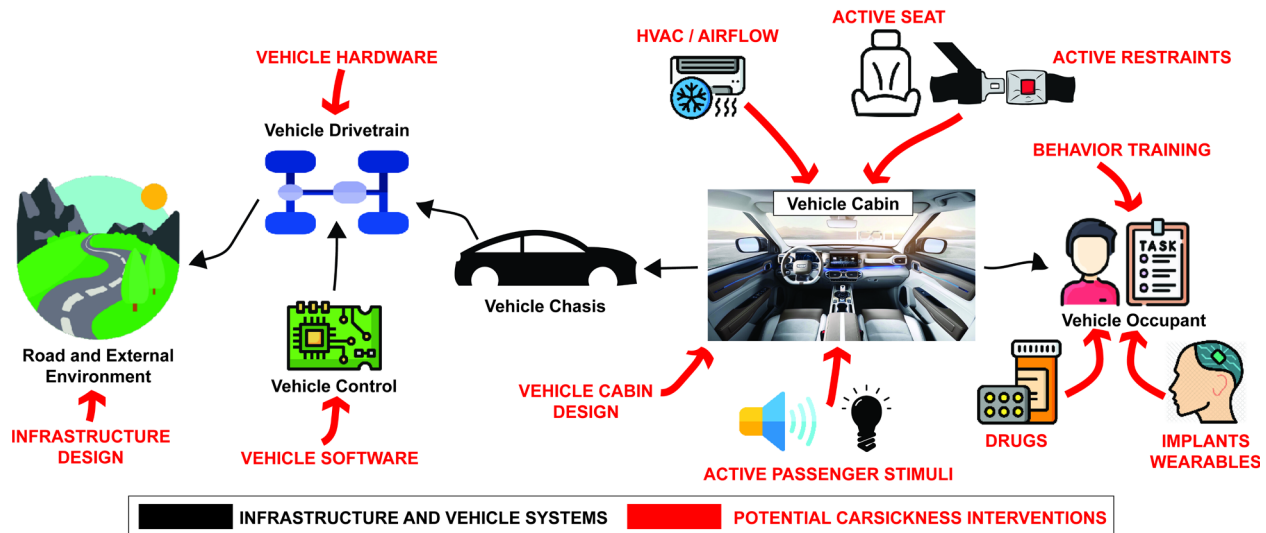 ACTIVE SEAT
HVAC / AIRFLOW
VEHICLE HARDWARE
ACTIVE RESTRAINTS
Vehicle Drivetrain
BEHAVIOR TRAINING
Vehicle Cabin
TASK
Vehicle Chasis
Vehicle Occupant
Road and External
Environment
Vehicle Control
VEHICLE CABIN
DESIGN
INFRASTRUCTURE
DESIGN
VEHICLE SOFTWARE
ACTIVE PASSENGER STIMULI
DRUGS
IMPLANTS
WEARABLES
INFRASTRUCTURE AND VEHICLE SYSTEMS
POTENTIAL CARSICKNESS INTERVENTIONS